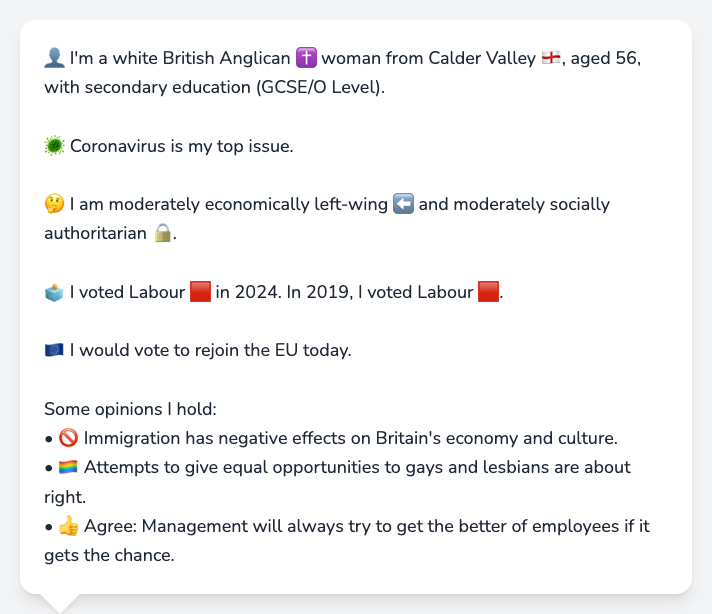 👤 I'm a white British Anglican ✝️ woman from Calder Valley 🏴󠁧󠁢󠁥󠁮󠁧󠁿, aged 56,
with secondary education (GCSE/O Level).
🦠 Coronavirus is my top issue.
🤔 I am moderately economically left-wing ⬅️ and moderately socially
authoritarian 🔒.
🗳️ I voted Labour 🟥 in 2024. In 2019, I voted Labour 🟥.
🇪🇺 I would vote to rejoin the EU today.
Some opinions I hold:
• 🚫 Immigration has negative effects on Britain's economy and culture.
• 🏳️‍🌈 Attempts to give equal opportunities to gays and lesbians are about
right.
• 👍 Agree: Management will always try to get the better of employees if it
gets the chance.